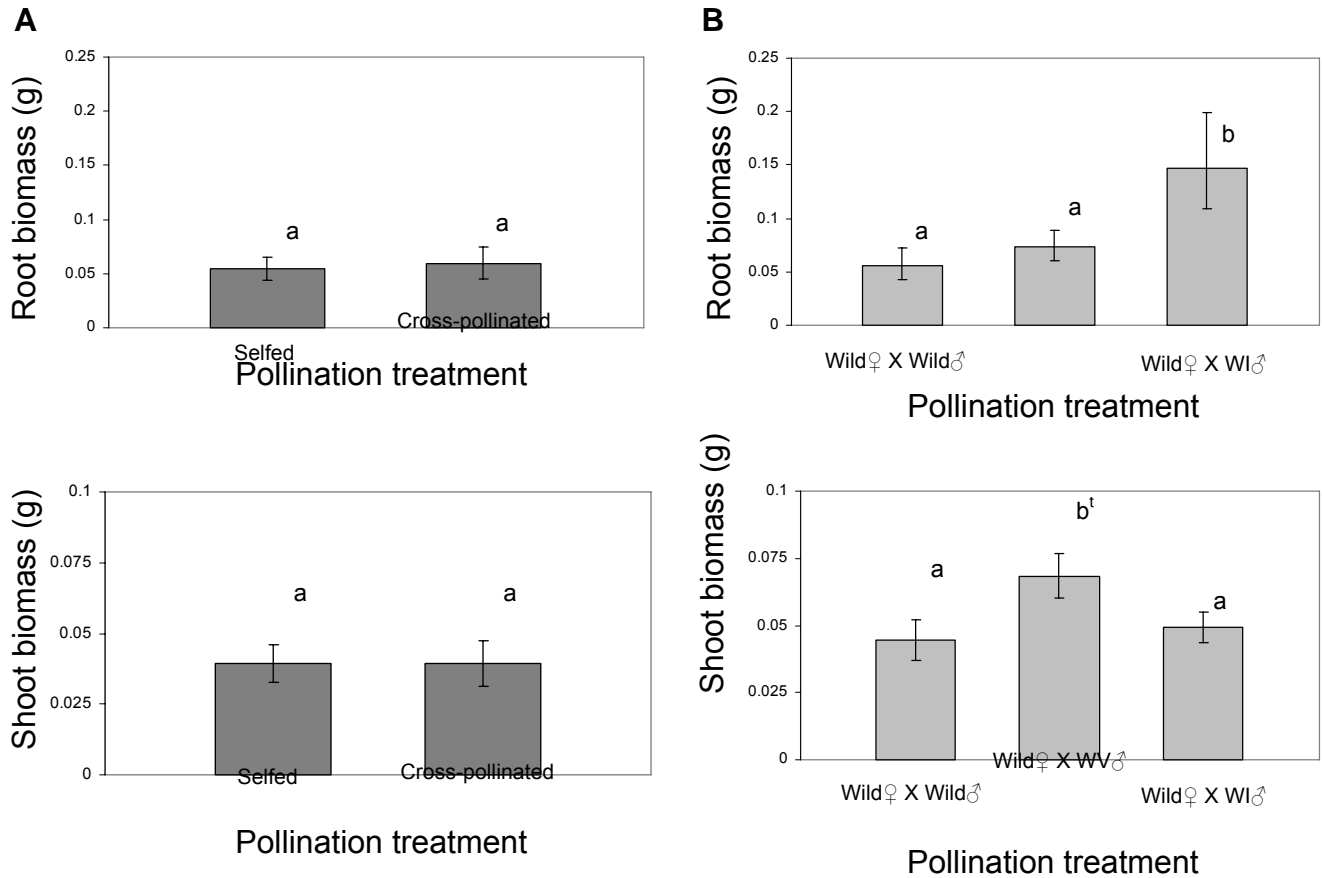 A
Root biomass (g)
0.25
0.2
0.15
0.1
0.05
0
a
a
Selfed
Cross-pollinated
Pollination treatment
B
Root biomass (g)
0.25
0.2
0.15
0.1
0.05
0
a
a
b
Wild♀ X Wild♂
Wild♀ X WI♂
Pollination treatment
Shoot biomass (g)
0.1
0.075
0.05
0.025
0
a
a
Selfed
Cross-pollinated
Pollination treatment
Shoot biomass (g)
0.1
0.075
0.05
0.025
0
a
bᵗ
a
Wild♀ X Wild♂
Wild♀ X WV♂
Wild♀ X WI♂
Pollination treatment